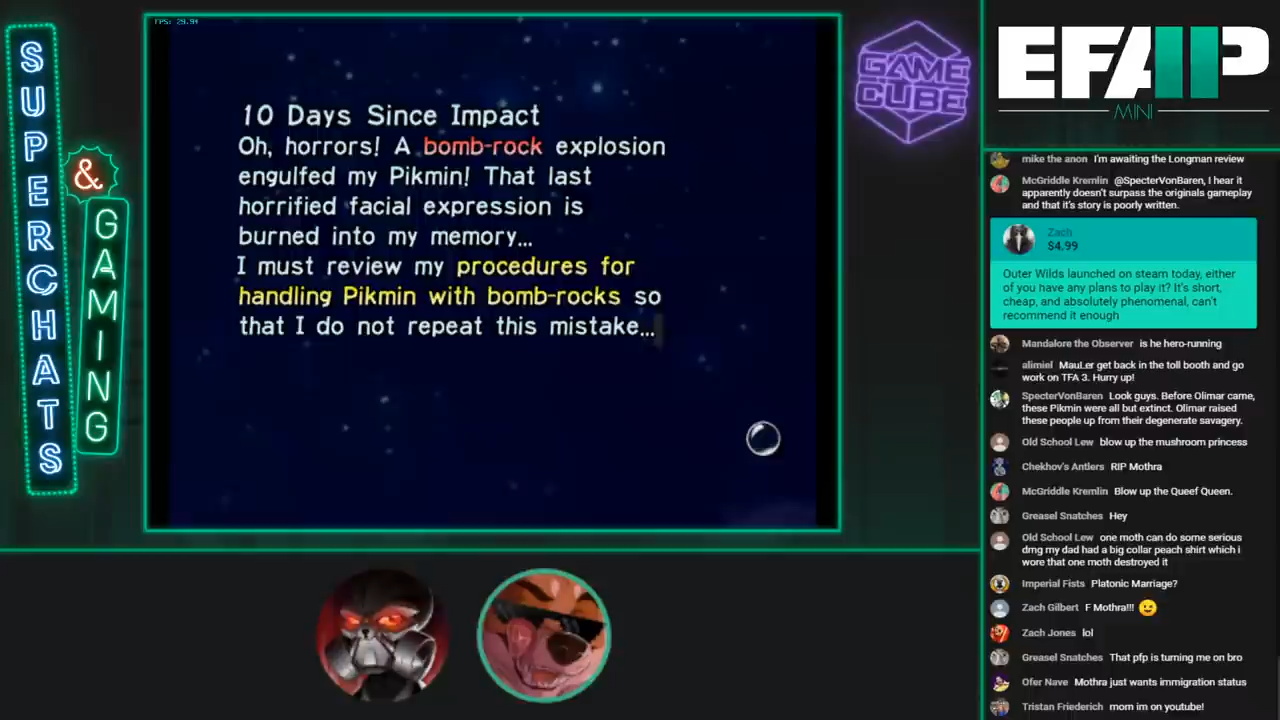 SUPERCHATS
&
GAMING
FPS: 29.94
10 Days Since Impact
Oh, horrors! A bomb-rock explosion
engulfed my Pikmin! That last
horrified facial expression is
burned into my memory...
I must review my procedures for
handling Pikmin with bomb-rocks so
that I do not repeat this mistake...
GAME
CUBE
EFAP
MINI
mike the anon I'm awaiting the Longman review
McGriddle Kremlin @SpecterVonBaren, I hear it
apparently doesn't surpass the originals gameplay
and that it's story is poorly written.
Zach
$4.99
Outer Wilds launched on steam today, either
of you have any plans to play it? It's short,
cheap, and absolutely phenomenal, can't
recommend it enough
Mandalore the Observer is he hero-running
alimiel MauLer get back in the toll booth and go
work on TFA 3. Hurry up!
SpecterVonBaren Look guys. Before Olimar came,
these Pikmin were all but extinct. Olimar raised
these people up from their degenerate savagery.
Old School Lew blow up the mushroom princess
Chekhov's Antlers RIP Mothra
McGriddle Kremlin Blow up the Queef Queen.
Greasel Snatches Hey
Old School Lew one moth can do some serious
dmg my dad had a big collar peach shirt which i
wore that one moth destroyed it
Imperial Fists Platonic Marriage?
Zach Gilbert F Mothra!!! 😉
Zach Jones lol
Greasel Snatches That pfp is turning me on bro
Ofer Nave Mothra just wants immigration status
Tristan Friederich mom im on youtube!